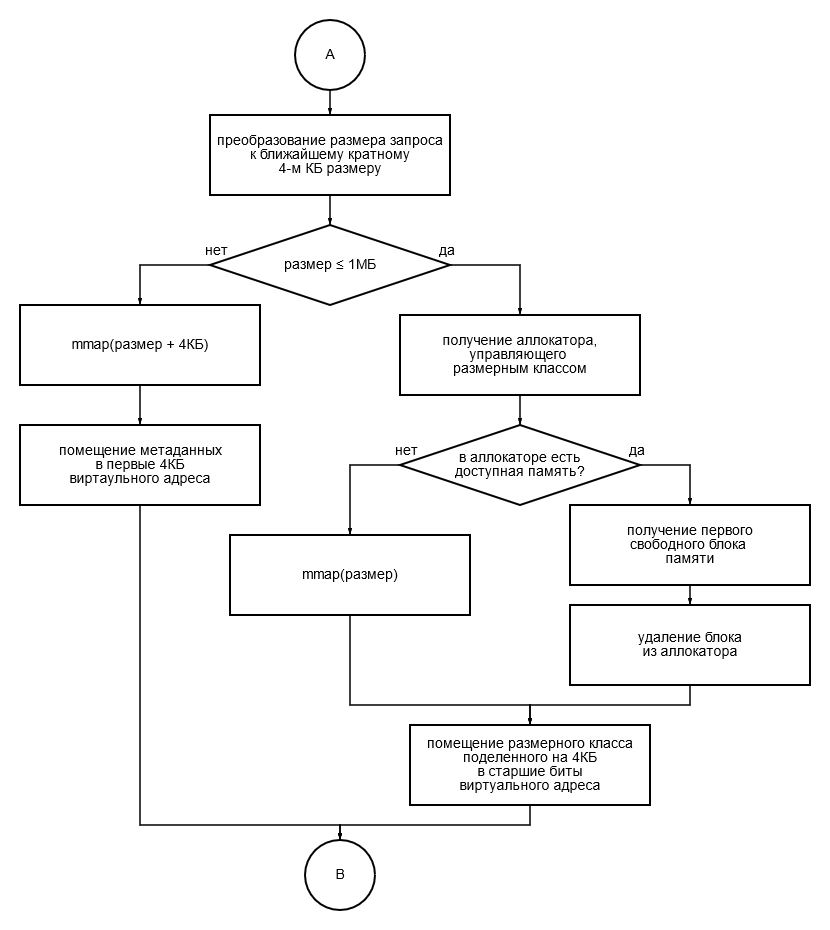 A
преобразование размера запроса
к ближайшему кратному
4-м КБ размеру
нет
да
размер ≤ 1МБ
mmap(размер + 4КБ)
получение аллокатора,
управляющего
размерным классом
помещение метаданных
в первые 4КБ
виртаульного адреса
нет
да
в аллокаторе есть
доступная память?
получение первого
свободного блока
памяти
mmap(размер)
удаление блока
из аллокатора
помещение размерного класса
поделенного на 4КБ
в старшие биты
виртуального адреса
B